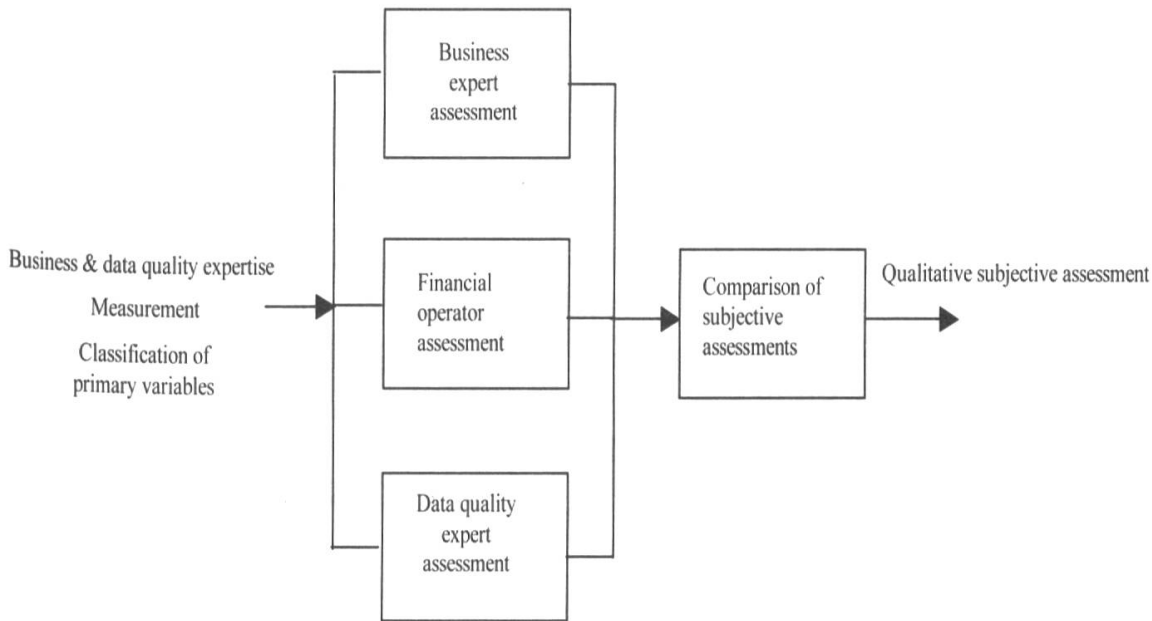 Business
expert
assessment
Business & data quality expertise
Measurement
Classification of
primary variables
Financial
operator
assessment
Data quality
expert
assessment
Comparison of
subjective
assessments
Qualitative subjective assessment